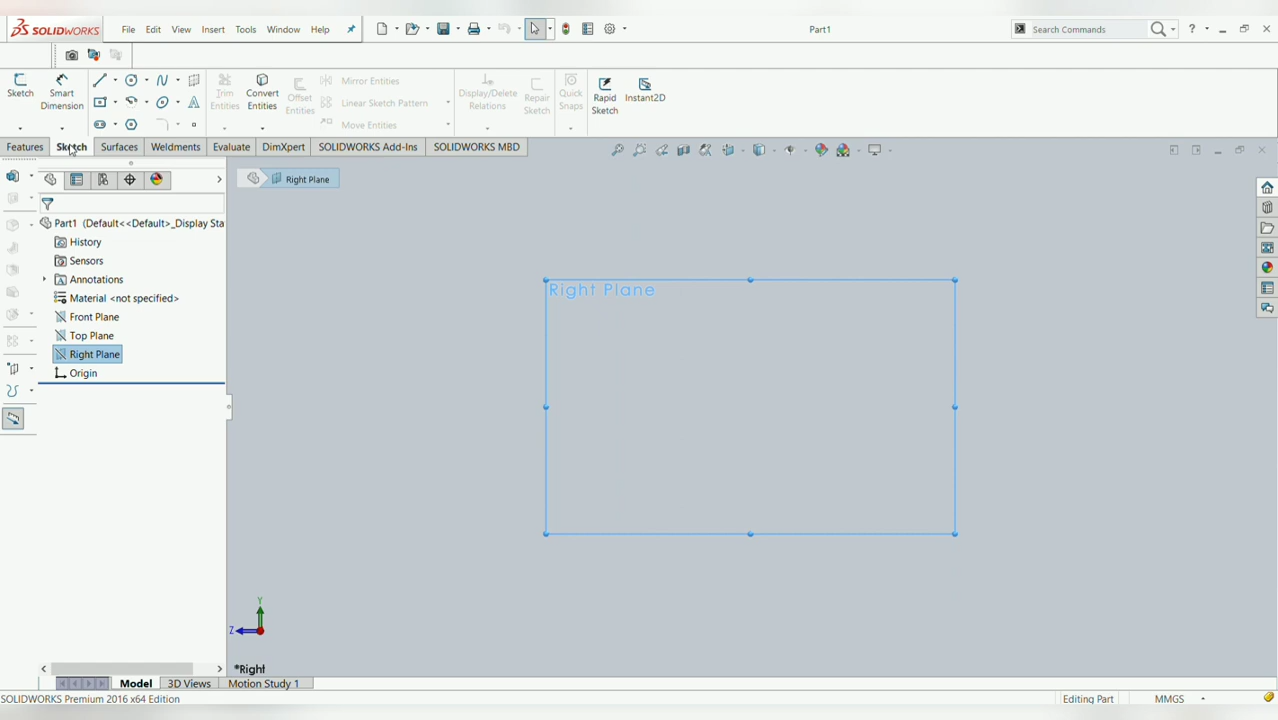 SOLIDWORKS File Edit View Insert Tools Window Help Part1 Search Commands
Sketch Smart Dimension Trim Entities Convert Entities Offset Entities Mirror Entities Linear Sketch Pattern Move Entities Display/Delete Relations Repair Sketch Quick Snaps Rapid Sketch Instant2D
Features Sketch Surfaces Weldments Evaluate DimXpert SOLIDWORKS Add-Ins SOLIDWORKS MBD
Right Plane
Part1 (Default<<Default>_Display Sta
History
Sensors
Annotations
Material <not specified>
Front Plane
Top Plane
Right Plane
Origin
Right Plane
Y
Z
*Right
Model 3D Views Motion Study 1
SOLIDWORKS Premium 2016 x64 Edition Editing Part MMGS